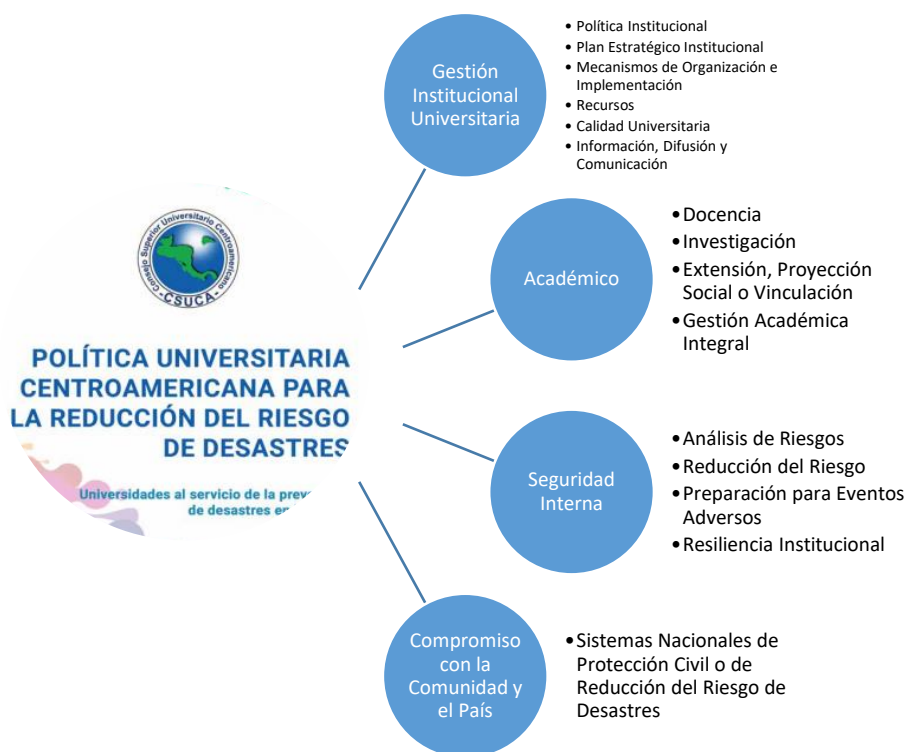 Gestión
Institucional
Universitaria
• Política Institucional
• Plan Estratégico Institucional
• Mecanismos de Organización e
Implementación
• Recursos
• Calidad Universitaria
• Información, Difusión y
Comunicación
Consejo Superior Universitario Centroamericano
-CSUCA-
POLÍTICA UNIVERSITARIA
CENTROAMERICANA PARA
LA REDUCCIÓN DEL RIESGO
DE DESASTRES
Universidades al servicio de la
de desastres
Académico
•Docencia
•Investigación
•Extensión, Proyección
Social o Vinculación
•Gestión Académica
Integral
Seguridad
Interna
•Análisis de Riesgos
•Reducción del Riesgo
•Preparación para Eventos
Adversos
•Resiliencia Institucional
Compromiso
con la
Comunidad y
el País
•Sistemas Nacionales de
Protección Civil o de
Reducción del Riesgo de
Desastres